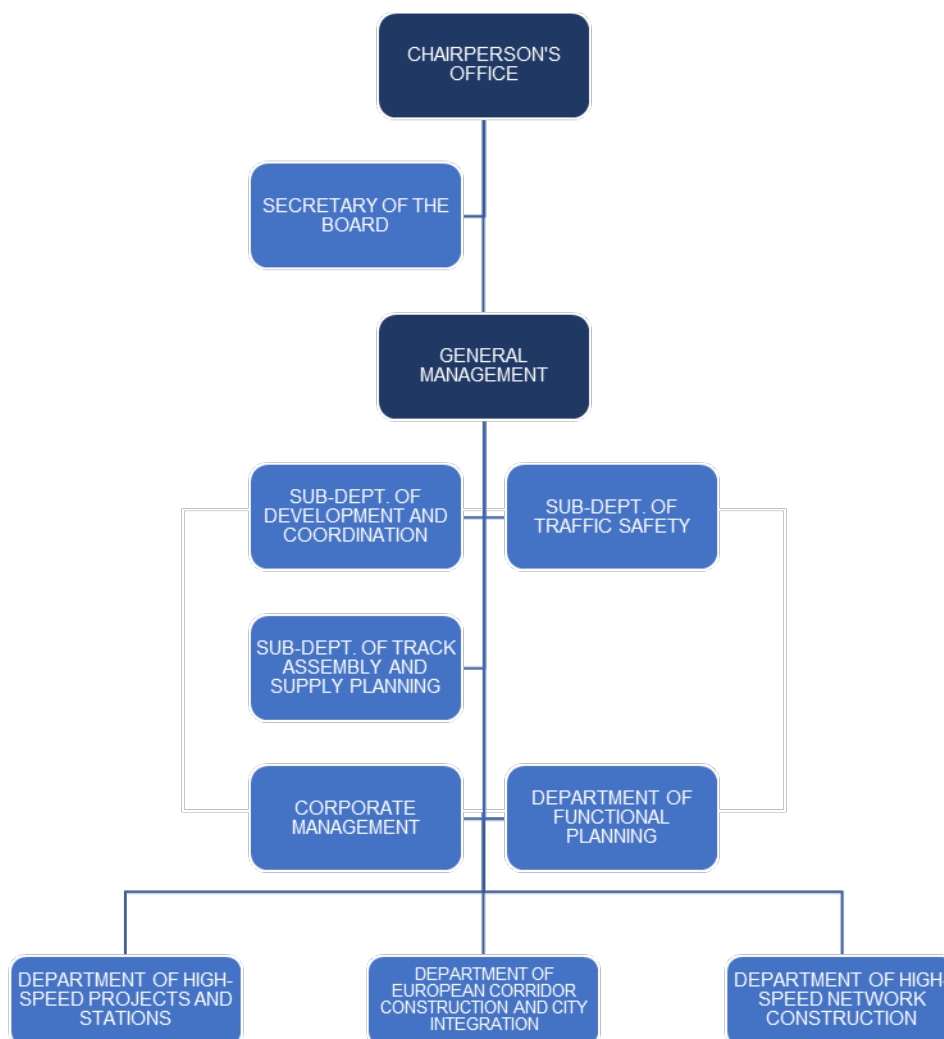 CHAIRPERSON'S
OFFICE
SECRETARY OF THE
BOARD
GENERAL
MANAGEMENT
SUB-DEPT. OF
DEVELOPMENT AND
COORDINATION
SUB-DEPT. OF
TRAFFIC SAFETY
SUB-DEPT. OF TRACK
ASSEMBLY AND
SUPPLY PLANNING
CORPORATE
MANAGEMENT
DEPARTMENT OF
FUNCTIONAL
PLANNING
DEPARTMENT OF HIGH-
SPEED PROJECTS AND
STATIONS
DEPARTMENT OF
EUROPEAN CORRIDOR
CONSTRUCTION AND CITY
INTEGRATION
DEPARTMENT OF HIGH-
SPEED NETWORK
CONSTRUCTION